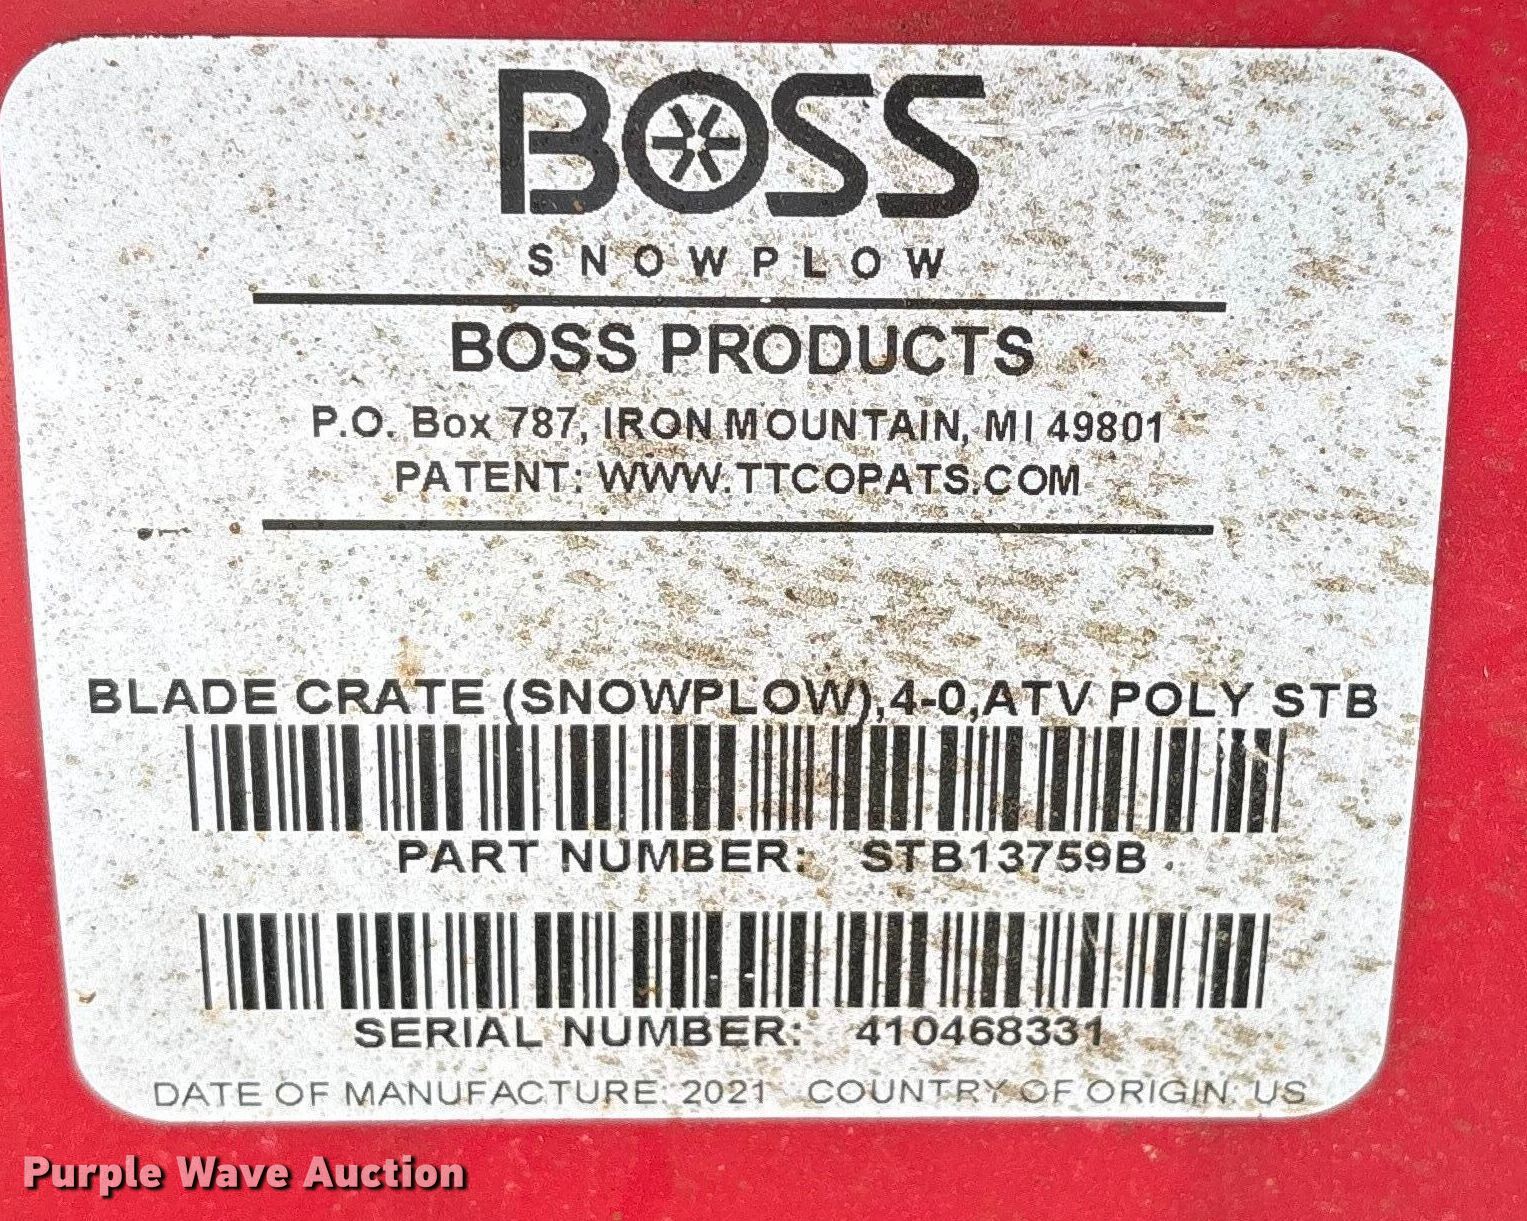 BOSS
SNOWPLOW
BOSS PRODUCTS
P.O. Box 787, IRON MOUNTAIN, MI 49801
PATENT: WWW.TTCOPATS.COM
BLADE CRATE (SNOWPLOW),4-0,ATV POLY STB
PART NUMBER: STB13759B
SERIAL NUMBER: 410468331
DATE OF MANUFACTURE: 2021 COUNTRY OF ORIGIN: US
Purple Wave Auction